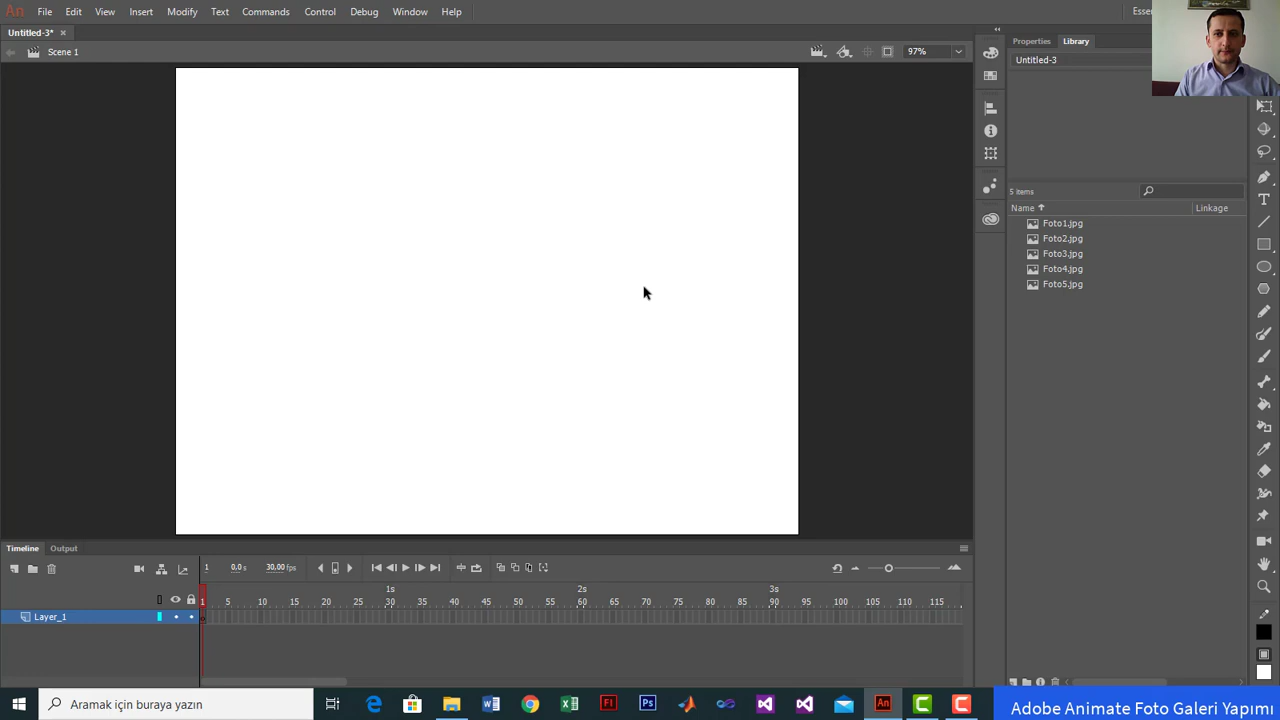 An File Edit View Insert Modify Text Commands Control Debug Window Help
Untitled-3*
Scene 1
97%
Properties Library
Untitled-3
5 items
Name Linkage
Foto1.jpg
Foto2.jpg
Foto3.jpg
Foto4.jpg
Foto5.jpg
Timeline Output
1 0.0 s 30.00 fps
1s 2s 3s
1 5 10 15 20 25 30 35 40 45 50 55 60 65 70 75 80 85 90 95 100 105 110 115
Layer_1
Aramak için buraya yazın
Fl Ps An
Adobe Animate Foto Galeri Yapımı